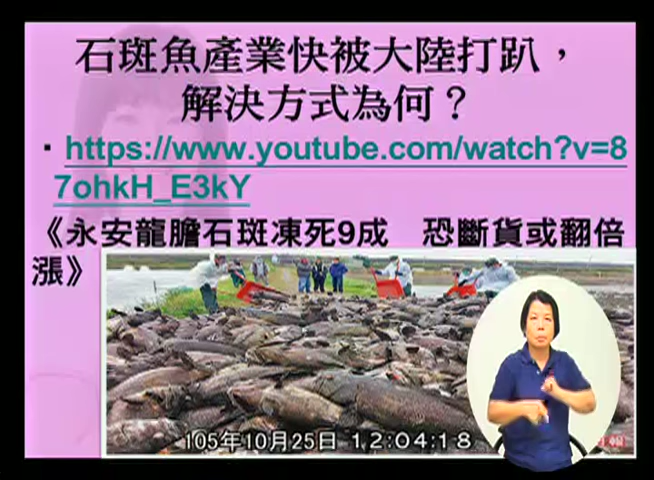 石斑魚產業快被大陸打趴，
解決方式為何？
▪ https://www.youtube.com/watch?v=8
7ohkH_E3kY
《永安龍膽石斑凍死9成　恐斷貨或翻倍
漲》
105年10月25日 12:04:18